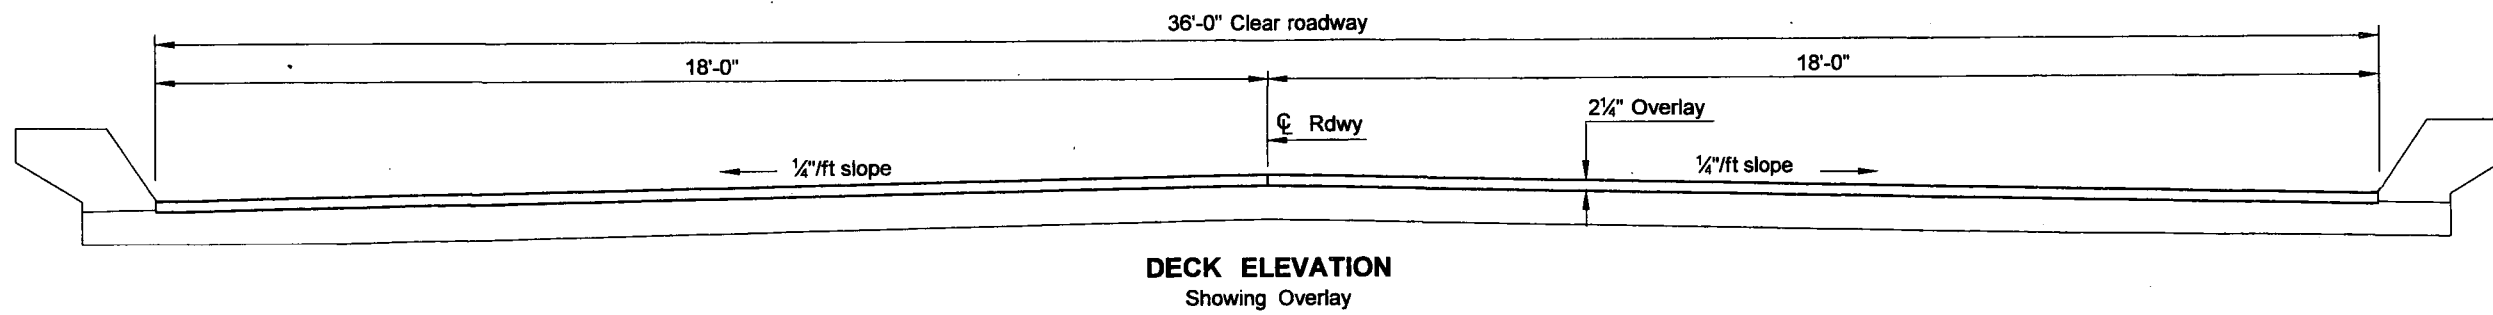 36'-0" Clear roadway
18'-0"
18'-0"
2¼" Overlay
℄ Rdwy
¼"/ft slope
¼"/ft slope
DECK ELEVATION
Showing Overlay